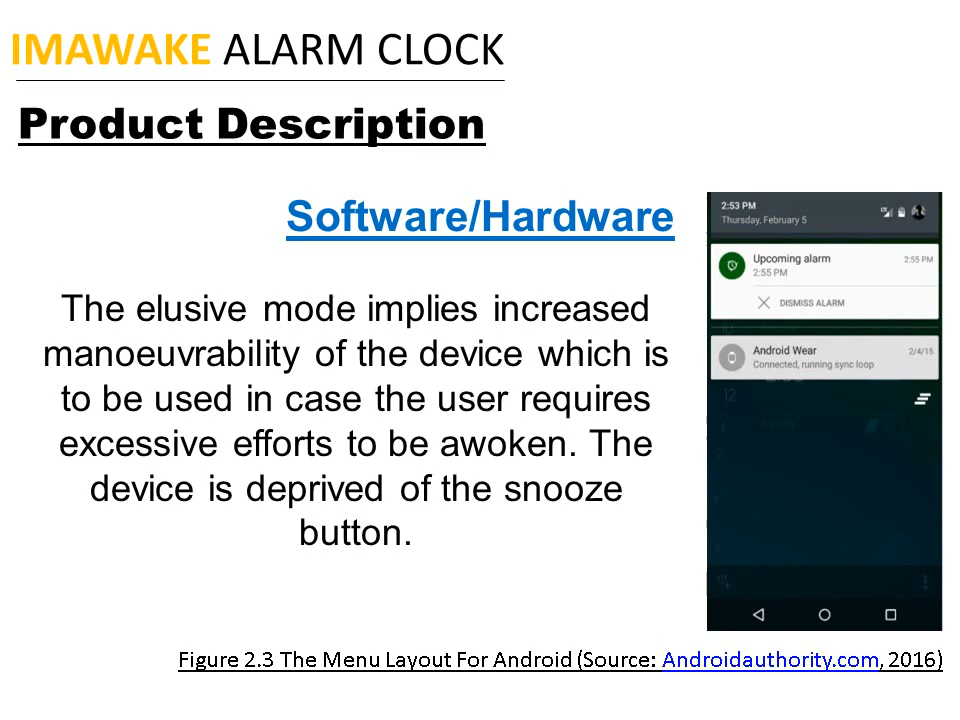 IMAWAKE ALARM CLOCK
Product Description
Software/Hardware
The elusive mode implies increased
manoeuvrability of the device which is
to be used in case the user requires
excessive efforts to be awoken. The
device is deprived of the snooze
button.
2:53 PM
Thursday, February 5
LTE
Upcoming alarm 2:55 PM
2:55 PM
DISMISS ALARM
Android Wear 2/4/15
Connected, running sync loop
12
Figure 2.3 The Menu Layout For Android (Source: Androidauthority.com, 2016)